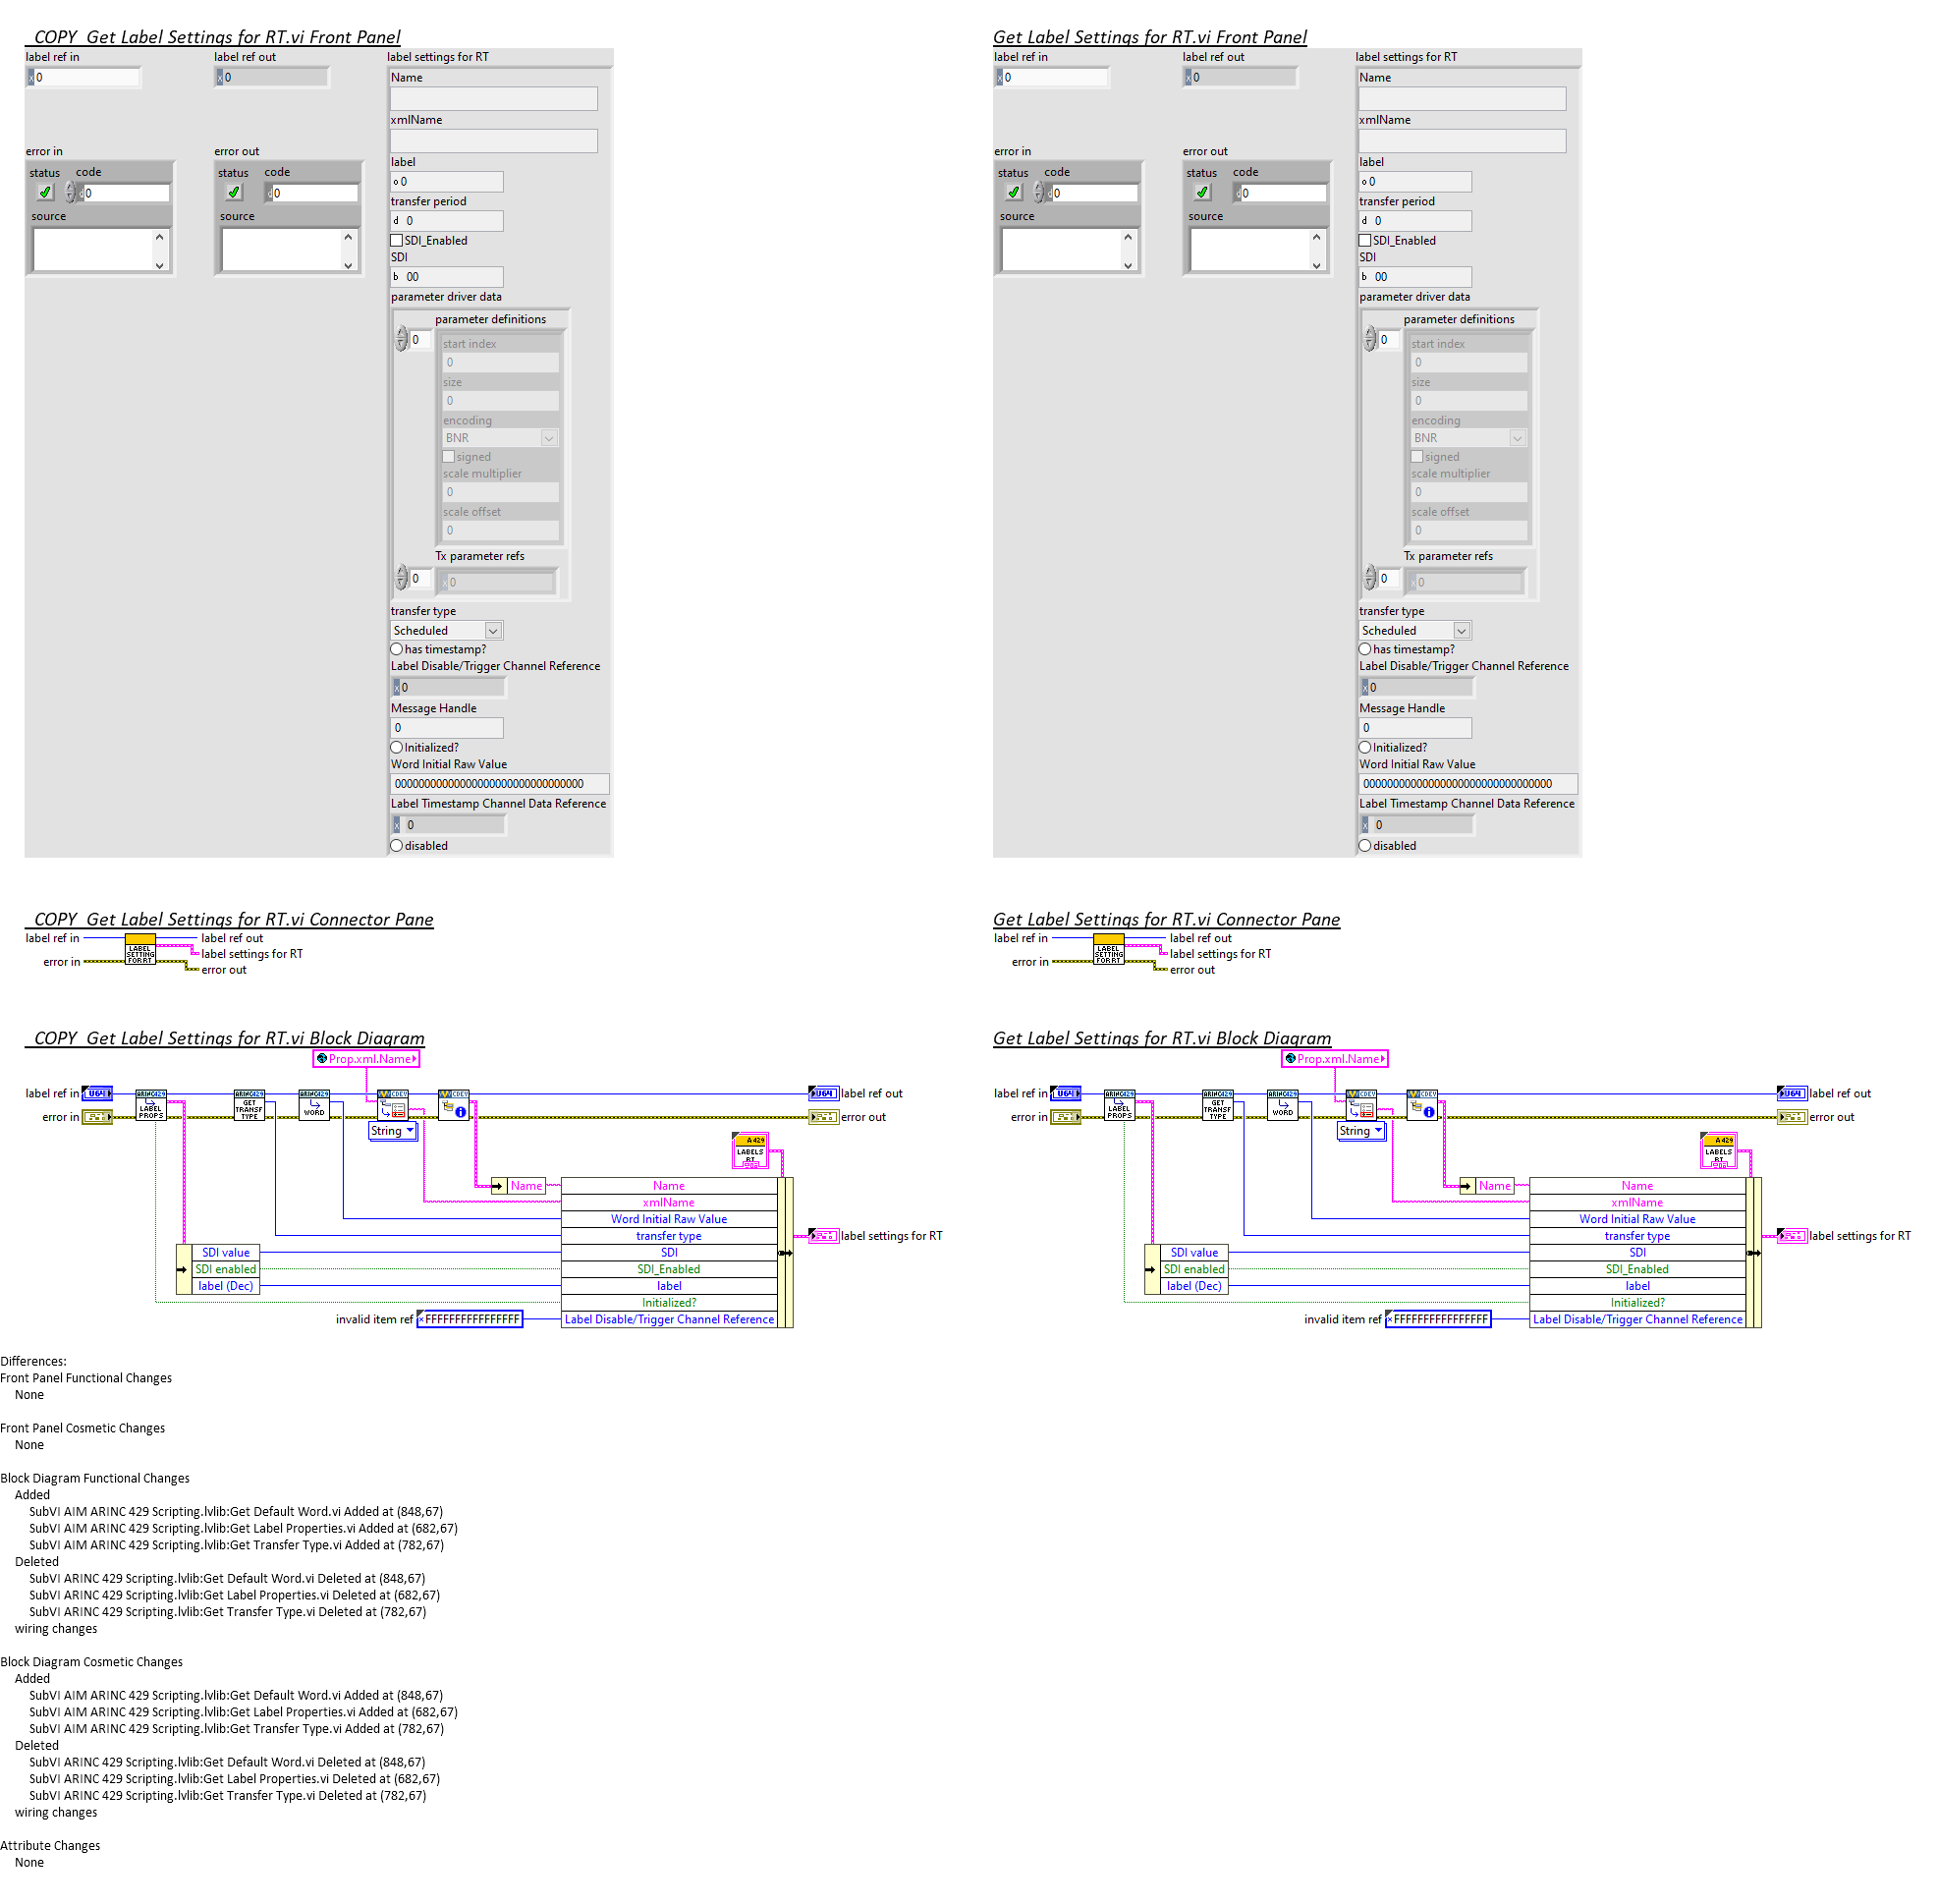 _COPY_Get Label Settings for RT.vi Front Panel
label ref in
x 0
label ref out
x 0
error in
status
code
d 0
source
error out
status
code
d 0
source
label settings for RT
Name
xmlName
label
o 0
transfer period
d 0
SDI_Enabled
SDI
b 00
parameter driver data
parameter definitions
0
start index
0
size
0
encoding
BNR
signed
scale multiplier
0
scale offset
0
Tx parameter refs
0
x 0
transfer type
Scheduled
has timestamp?
Label Disable/Trigger Channel Reference
x 0
Message Handle
0
Initialized?
Word Initial Raw Value
00000000000000000000000000000000
Label Timestamp Channel Data Reference
x 0
disabled
Get Label Settings for RT.vi Front Panel
label ref in
x 0
label ref out
x 0
error in
status
code
d 0
source
error out
status
code
d 0
source
label settings for RT
Name
xmlName
label
o 0
transfer period
d 0
SDI_Enabled
SDI
b 00
parameter driver data
parameter definitions
0
start index
0
size
0
encoding
BNR
signed
scale multiplier
0
scale offset
0
Tx parameter refs
0
x 0
transfer type
Scheduled
has timestamp?
Label Disable/Trigger Channel Reference
x 0
Message Handle
0
Initialized?
Word Initial Raw Value
00000000000000000000000000000000
Label Timestamp Channel Data Reference
x 0
disabled
_COPY_Get Label Settings for RT.vi Connector Pane
label ref in
error in
LABEL
SETTING
FOR RT
label ref out
label settings for RT
error out
Get Label Settings for RT.vi Connector Pane
label ref in
error in
LABEL
SETTING
FOR RT
label ref out
label settings for RT
error out
_COPY_Get Label Settings for RT.vi Block Diagram
Prop.xml.Name
label ref in
U64
error in
ARINC429
LABEL
PROPS
ARINC429
GET
TRANSF
TYPE
ARINC429
WORD
CDEV
String
CDEV
U64
label ref out
error out
A 429
LABELS
RT
Name
Name
xmlName
Word Initial Raw Value
transfer type
label settings for RT
SDI value
SDI
SDI enabled
SDI_Enabled
label (Dec)
label
Initialized?
invalid item ref
xFFFFFFFFFFFFFFFF
Label Disable/Trigger Channel Reference
Get Label Settings for RT.vi Block Diagram
Prop.xml.Name
label ref in
U64
error in
ARINC429
LABEL
PROPS
ARINC429
GET
TRANSF
TYPE
ARINC429
WORD
CDEV
String
CDEV
U64
label ref out
error out
A 429
LABELS
RT
Name
Name
xmlName
Word Initial Raw Value
transfer type
label settings for RT
SDI value
SDI
SDI enabled
SDI_Enabled
label (Dec)
label
Initialized?
invalid item ref
xFFFFFFFFFFFFFFFF
Label Disable/Trigger Channel Reference
Differences:
Front Panel Functional Changes
None
Front Panel Cosmetic Changes
None
Block Diagram Functional Changes
Added
SubVI AIM ARINC 429 Scripting.lvlib:Get Default Word.vi Added at (848,67)
SubVI AIM ARINC 429 Scripting.lvlib:Get Label Properties.vi Added at (682,67)
SubVI AIM ARINC 429 Scripting.lvlib:Get Transfer Type.vi Added at (782,67)
Deleted
SubVI ARINC 429 Scripting.lvlib:Get Default Word.vi Deleted at (848,67)
SubVI ARINC 429 Scripting.lvlib:Get Label Properties.vi Deleted at (682,67)
SubVI ARINC 429 Scripting.lvlib:Get Transfer Type.vi Deleted at (782,67)
wiring changes
Block Diagram Cosmetic Changes
Added
SubVI AIM ARINC 429 Scripting.lvlib:Get Default Word.vi Added at (848,67)
SubVI AIM ARINC 429 Scripting.lvlib:Get Label Properties.vi Added at (682,67)
SubVI AIM ARINC 429 Scripting.lvlib:Get Transfer Type.vi Added at (782,67)
Deleted
SubVI ARINC 429 Scripting.lvlib:Get Default Word.vi Deleted at (848,67)
SubVI ARINC 429 Scripting.lvlib:Get Label Properties.vi Deleted at (682,67)
SubVI ARINC 429 Scripting.lvlib:Get Transfer Type.vi Deleted at (782,67)
wiring changes
Attribute Changes
None